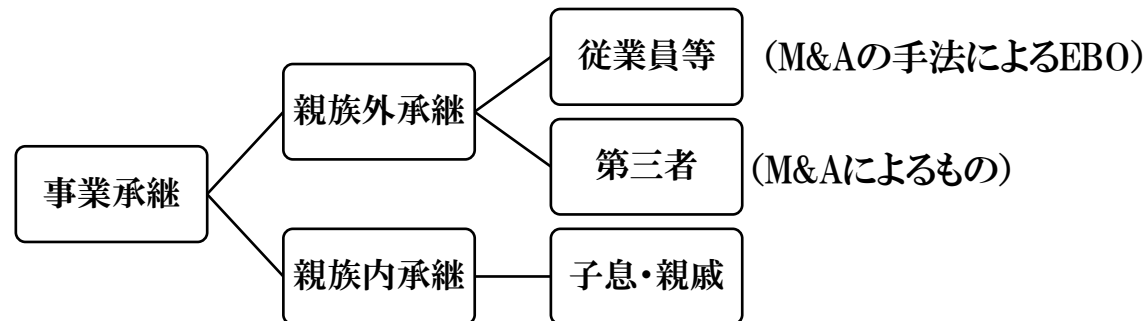 従業員等 (M&Aの手法によるEBO)
親族外承継
第三者 (M&Aによるもの)
事業承継
親族内承継 子息・親戚